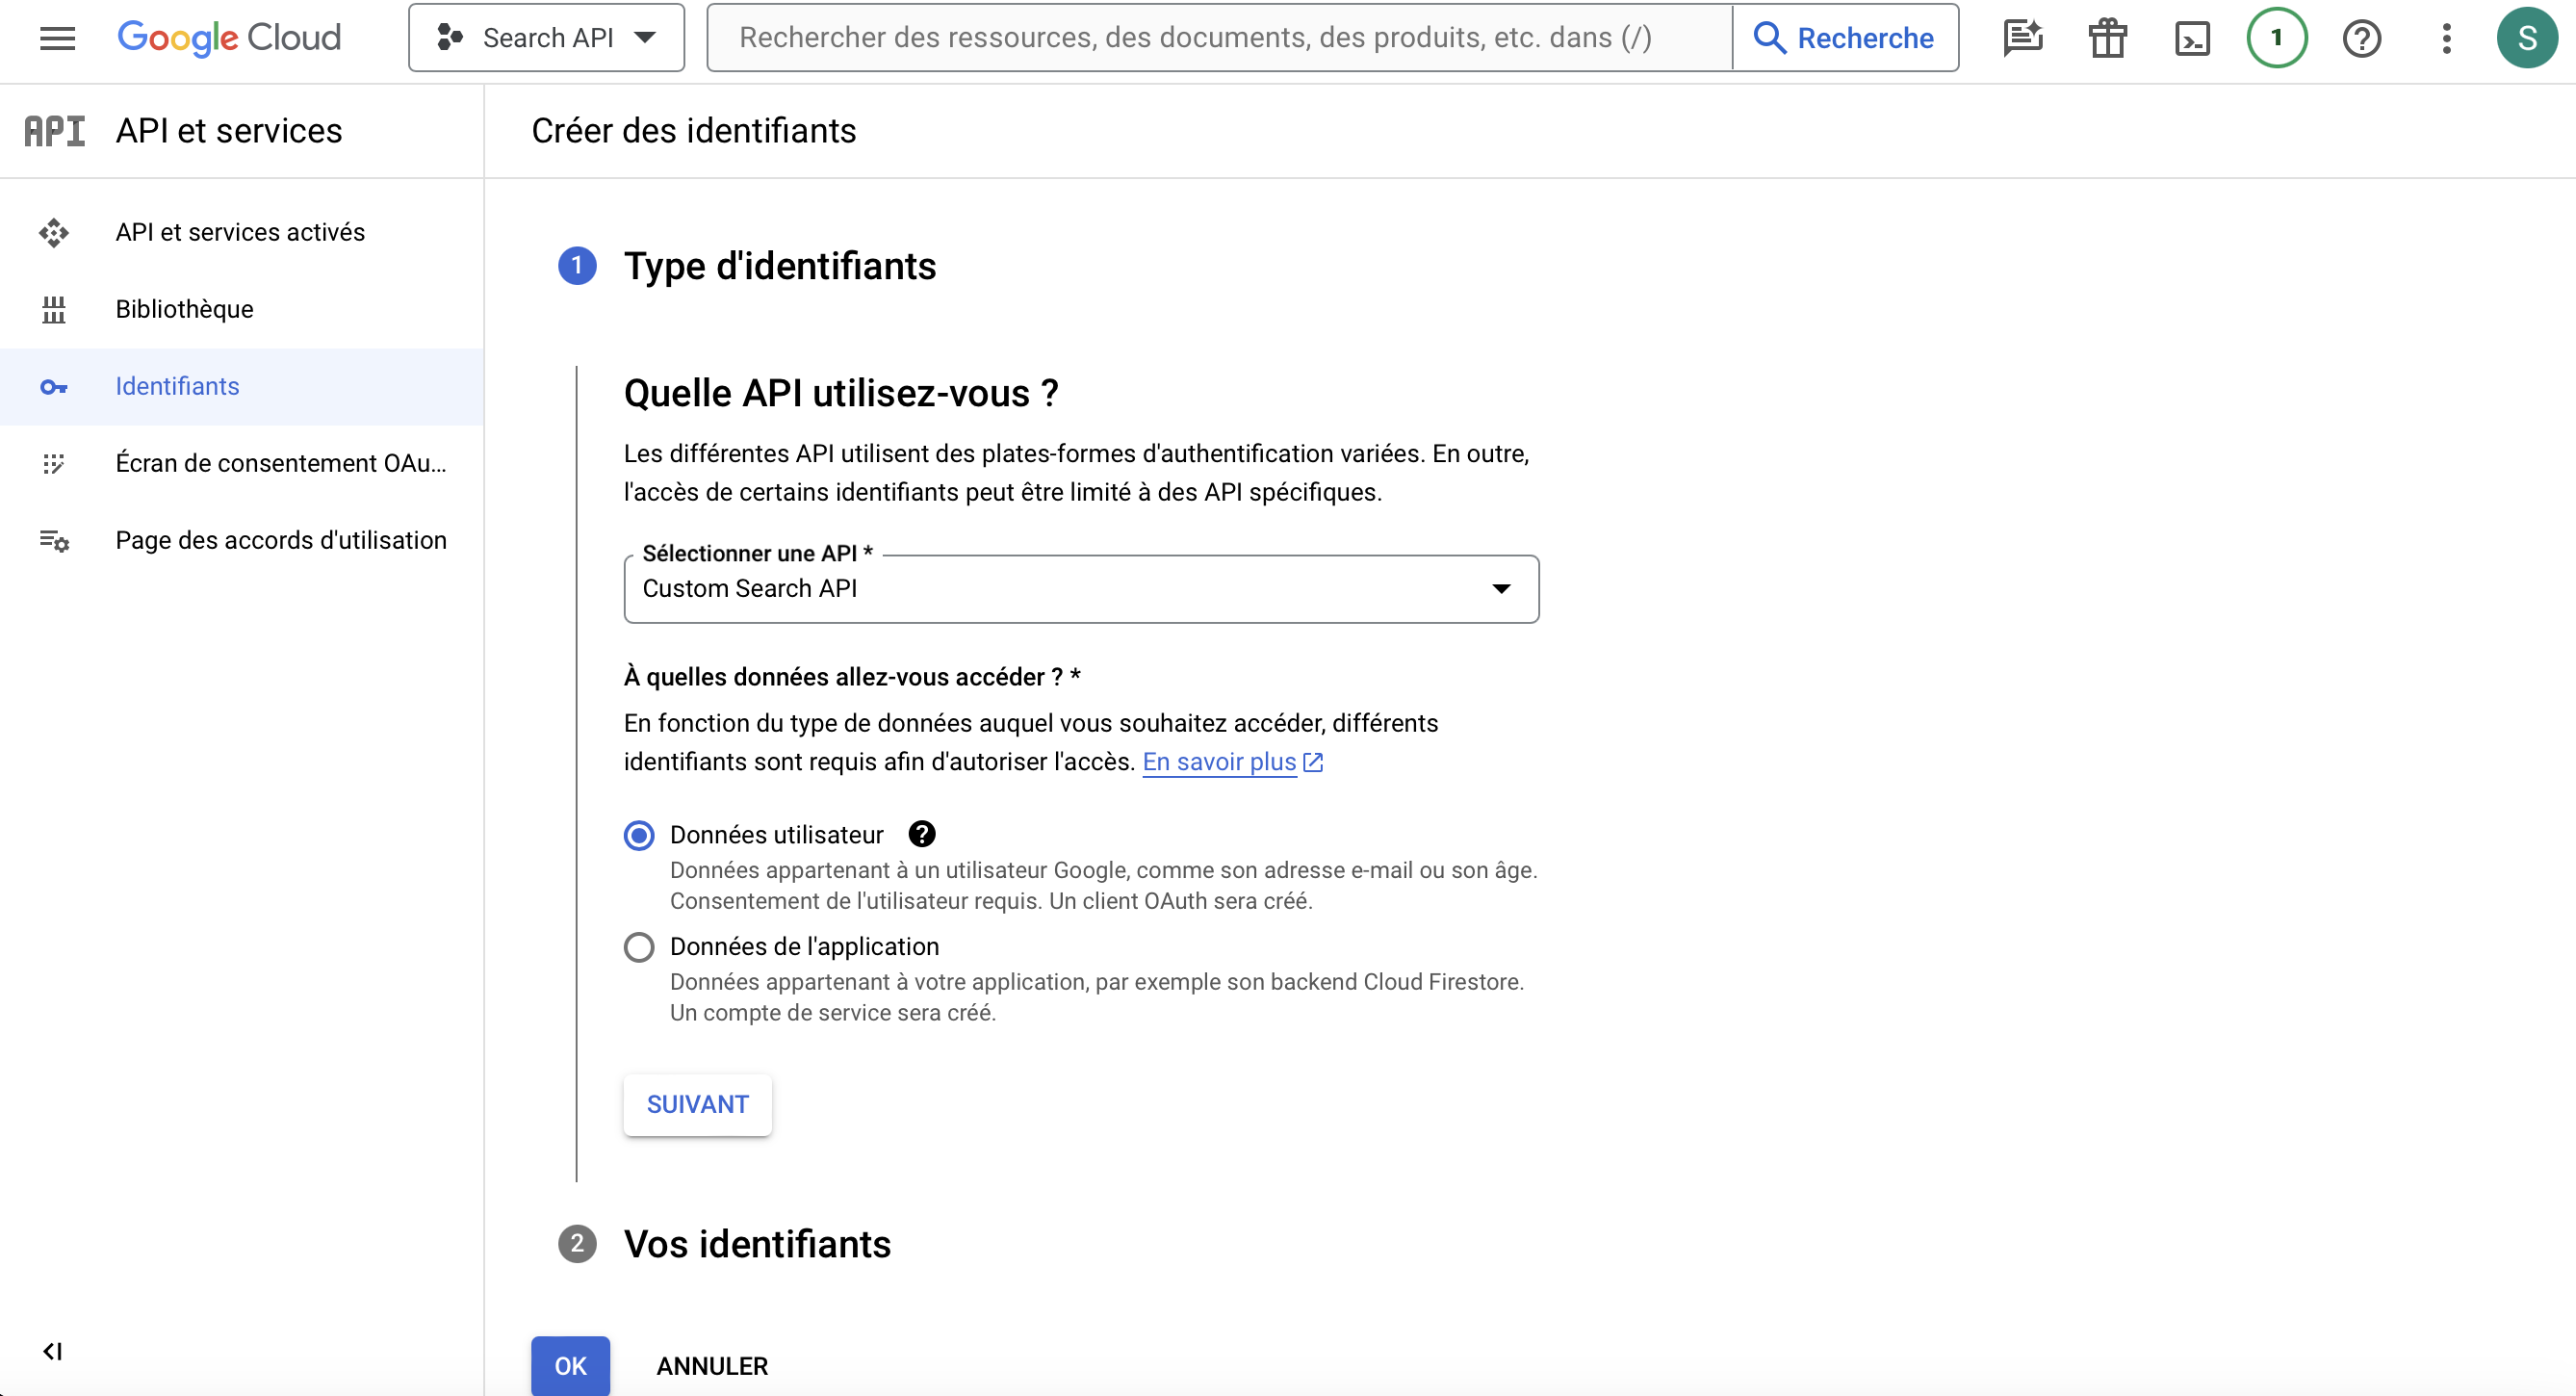 Google Cloud
Search API
Rechercher des ressources, des documents, des produits, etc. dans (/)
Recherche
1
S
API API et services
Créer des identifiants
API et services activés
Bibliothèque
Identifiants
Écran de consentement OAu...
Page des accords d'utilisation
1 Type d'identifiants
Quelle API utilisez-vous ?
Les différentes API utilisent des plates-formes d'authentification variées. En outre,
l'accès de certains identifiants peut être limité à des API spécifiques.
Sélectionner une API *
Custom Search API
À quelles données allez-vous accéder ? *
En fonction du type de données auquel vous souhaitez accéder, différents
identifiants sont requis afin d'autoriser l'accès. En savoir plus
Données utilisateur
Données appartenant à un utilisateur Google, comme son adresse e-mail ou son âge.
Consentement de l'utilisateur requis. Un client OAuth sera créé.
Données de l'application
Données appartenant à votre application, par exemple son backend Cloud Firestore.
Un compte de service sera créé.
SUIVANT
2 Vos identifiants
OK
ANNULER